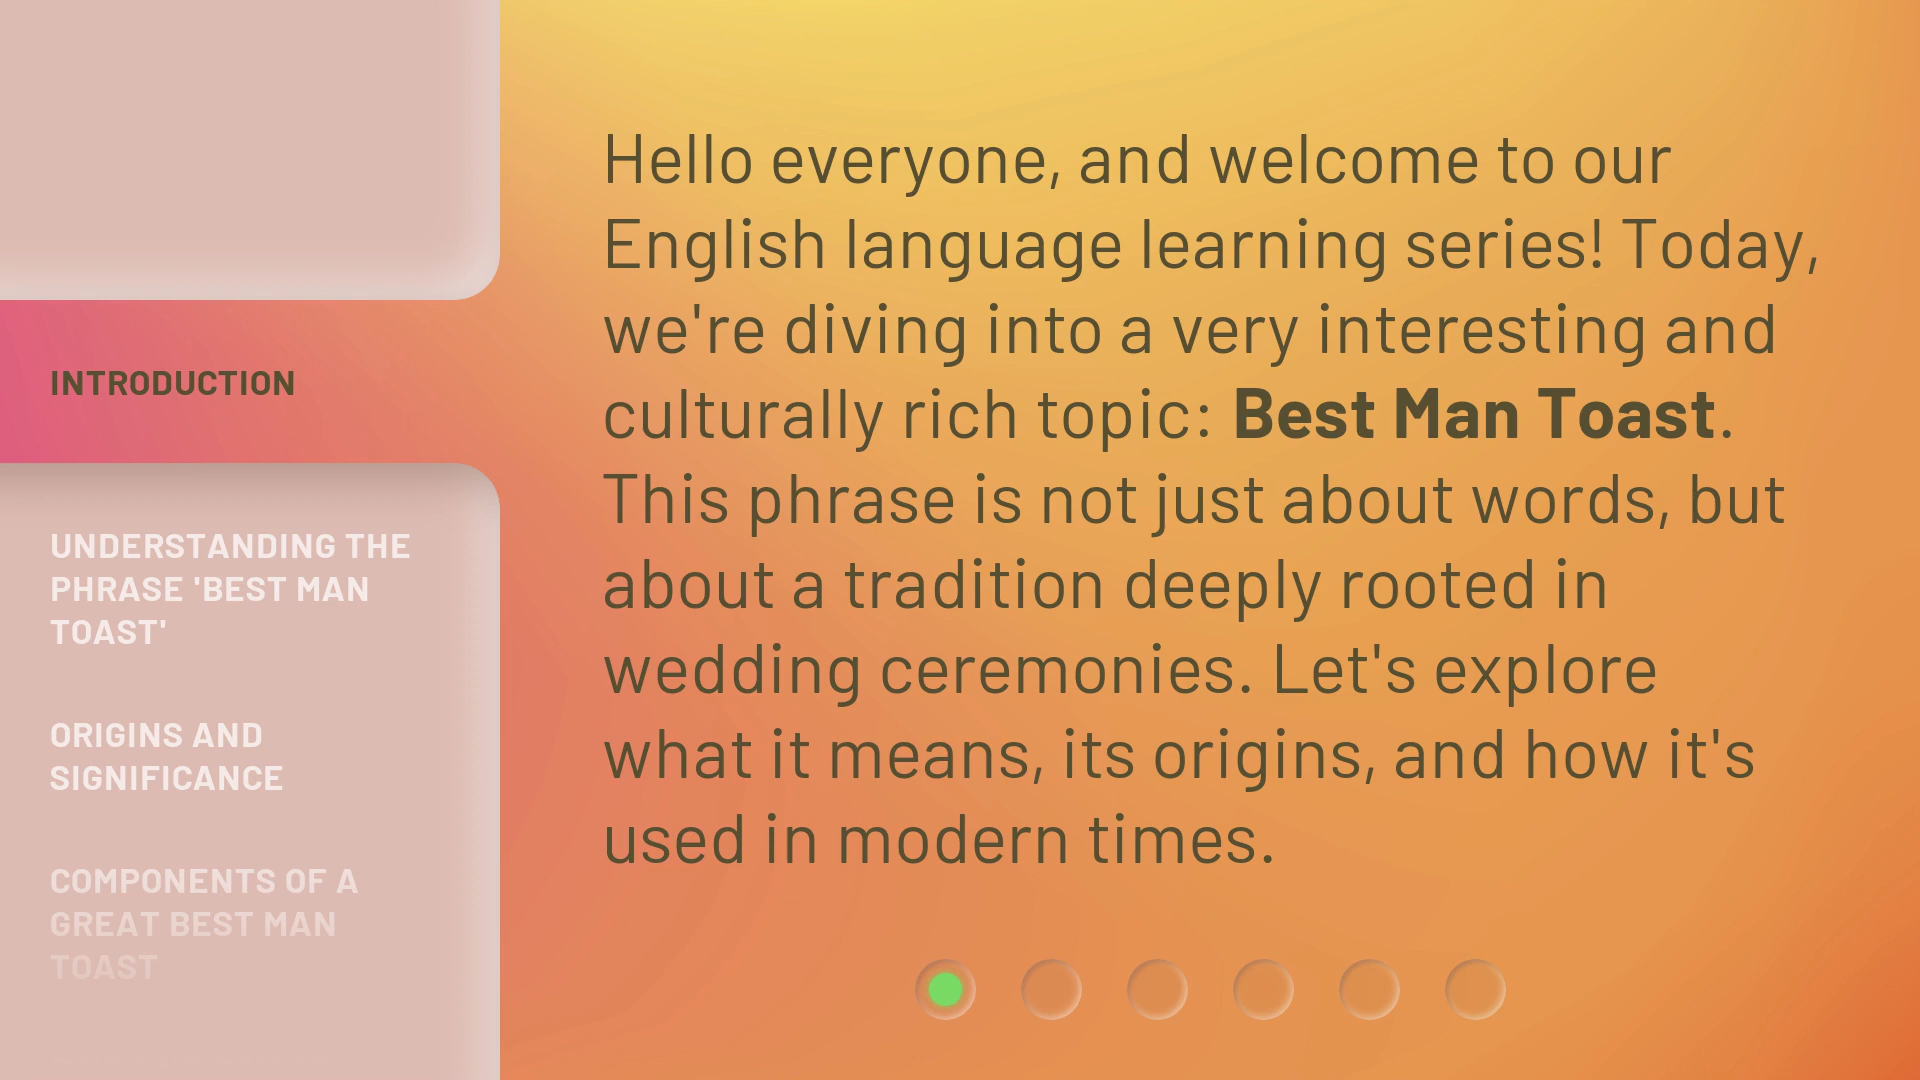 INTRODUCTION
UNDERSTANDING THE
PHRASE 'BEST MAN
TOAST'
ORIGINS AND
SIGNIFICANCE
COMPONENTS OF A
GREAT BEST MAN
TOAST
Hello everyone, and welcome to our
English language learning series! Today,
we're diving into a very interesting and
culturally rich topic: Best Man Toast.
This phrase is not just about words, but
about a tradition deeply rooted in
wedding ceremonies. Let's explore
what it means, its origins, and how it's
used in modern times.